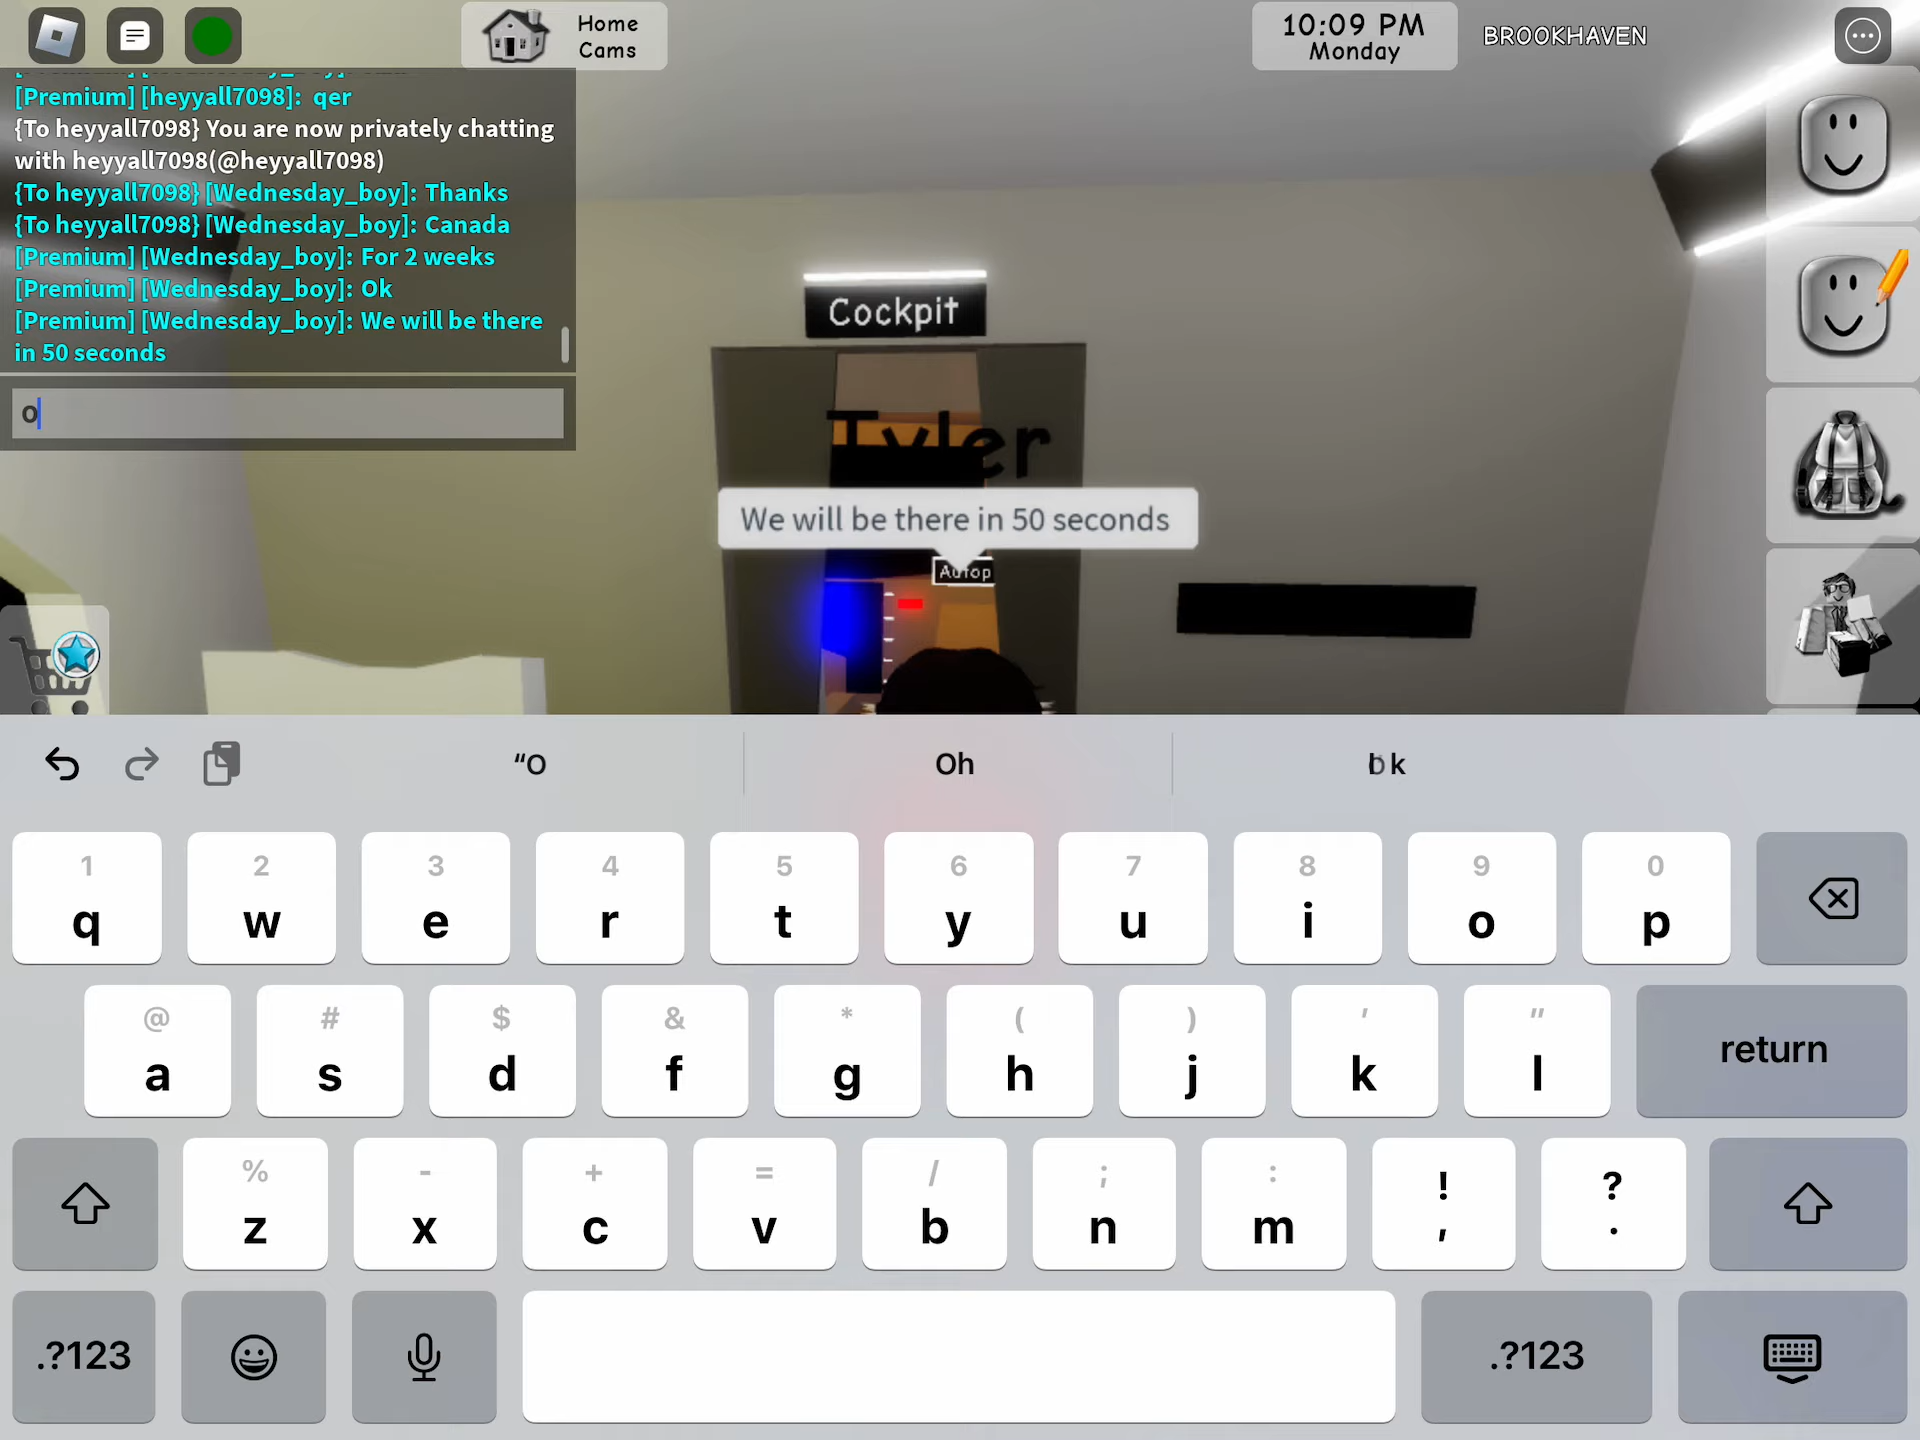 Home
Cams
10:09 PM
Monday
BROOKHAVEN
[Premium] [heyyall7098]: qer
{To heyyall7098} You are now privately chatting
with heyyall7098(@heyyall7098)
{To heyyall7098} [Wednesday_boy]: Thanks
{To heyyall7098} [Wednesday_boy]: Canada
[Premium] [Wednesday_boy]: For 2 weeks
[Premium] [Wednesday_boy]: Ok
[Premium] [Wednesday_boy]: We will be there
in 50 seconds
o
Cockpit
Tyler
We will be there in 50 seconds
Autop
“O
Oh
1 2 3 4 5 6 7 8 9 0
q w e r t y u i o p
@ # $ & * ( ) ' "
a s d f g h j k l
return
% - + = / ; : ! ?
z x c v b n m , .
.?123
.?123